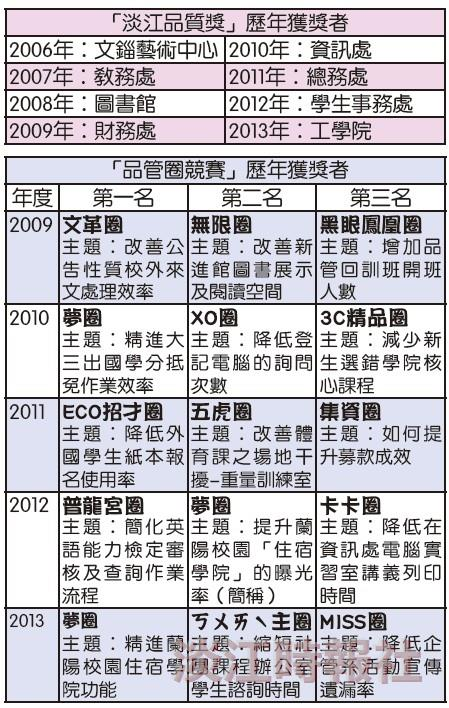 「淡江品質獎」歷年獲獎者
2006年：文錙藝術中心
2010年：資訊處
2007年：教務處
2011年：總務處
2008年：圖書館
2012年：學生事務處
2009年：財務處
2013年：工學院
「品管圈競賽」歷年獲獎者
年度
第一名
第二名
第三名
2009
文革圈
主題：改善公
告性質校外來
文處理效率
無限圈
主題：改善新
進館圖書展示
及閱讀空間
黑眼鳳凰圈
主題：增加品
管回訓班開班
人數
2010
夢圈
主題：精進大
三出國學分抵
免作業效率
XO圈
主題：降低登
記電腦的詢問
次數
3C精品圈
主題：減少新
生選錯學院核
心課程
2011
ECO招才圈
主題：降低外
國學生紙本報
名使用率
五虎圈
主題：改善體
育課之場地干
擾-重量訓練室
集資圈
主題：如何提
升募款成效
2012
普龍宮圈
主題：簡化英
語能力檢定審
核及查詢作業
流程
夢圈
主題：提升蘭
陽校園「住宿
學院」的曝光
率（簡稱）
卡卡圈
主題：降低在
資訊處電腦實
習室講義列印
時間
2013
夢圈
主題：精進蘭
陽校園住宿學
院功能
ㄎㄨㄞˋ主圈
主題：縮短社
團課程辦公室
學生諮詢時間
MISS圈
主題：降低企
活動宣傳
遺漏率
淡江時報社